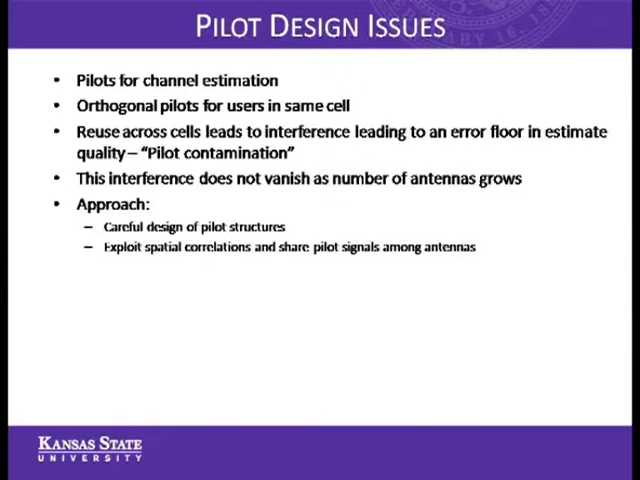 PILOT DESIGN ISSUES
• Pilots for channel estimation
• Orthogonal pilots for users in same cell
• Reuse across cells leads to interference leading to an error floor in estimate
quality – “Pilot contamination”
• This interference does not vanish as number of antennas grows
• Approach:
– Careful design of pilot structures
– Exploit spatial correlations and share pilot signals among antennas
KANSAS STATE
UNIVERSITY